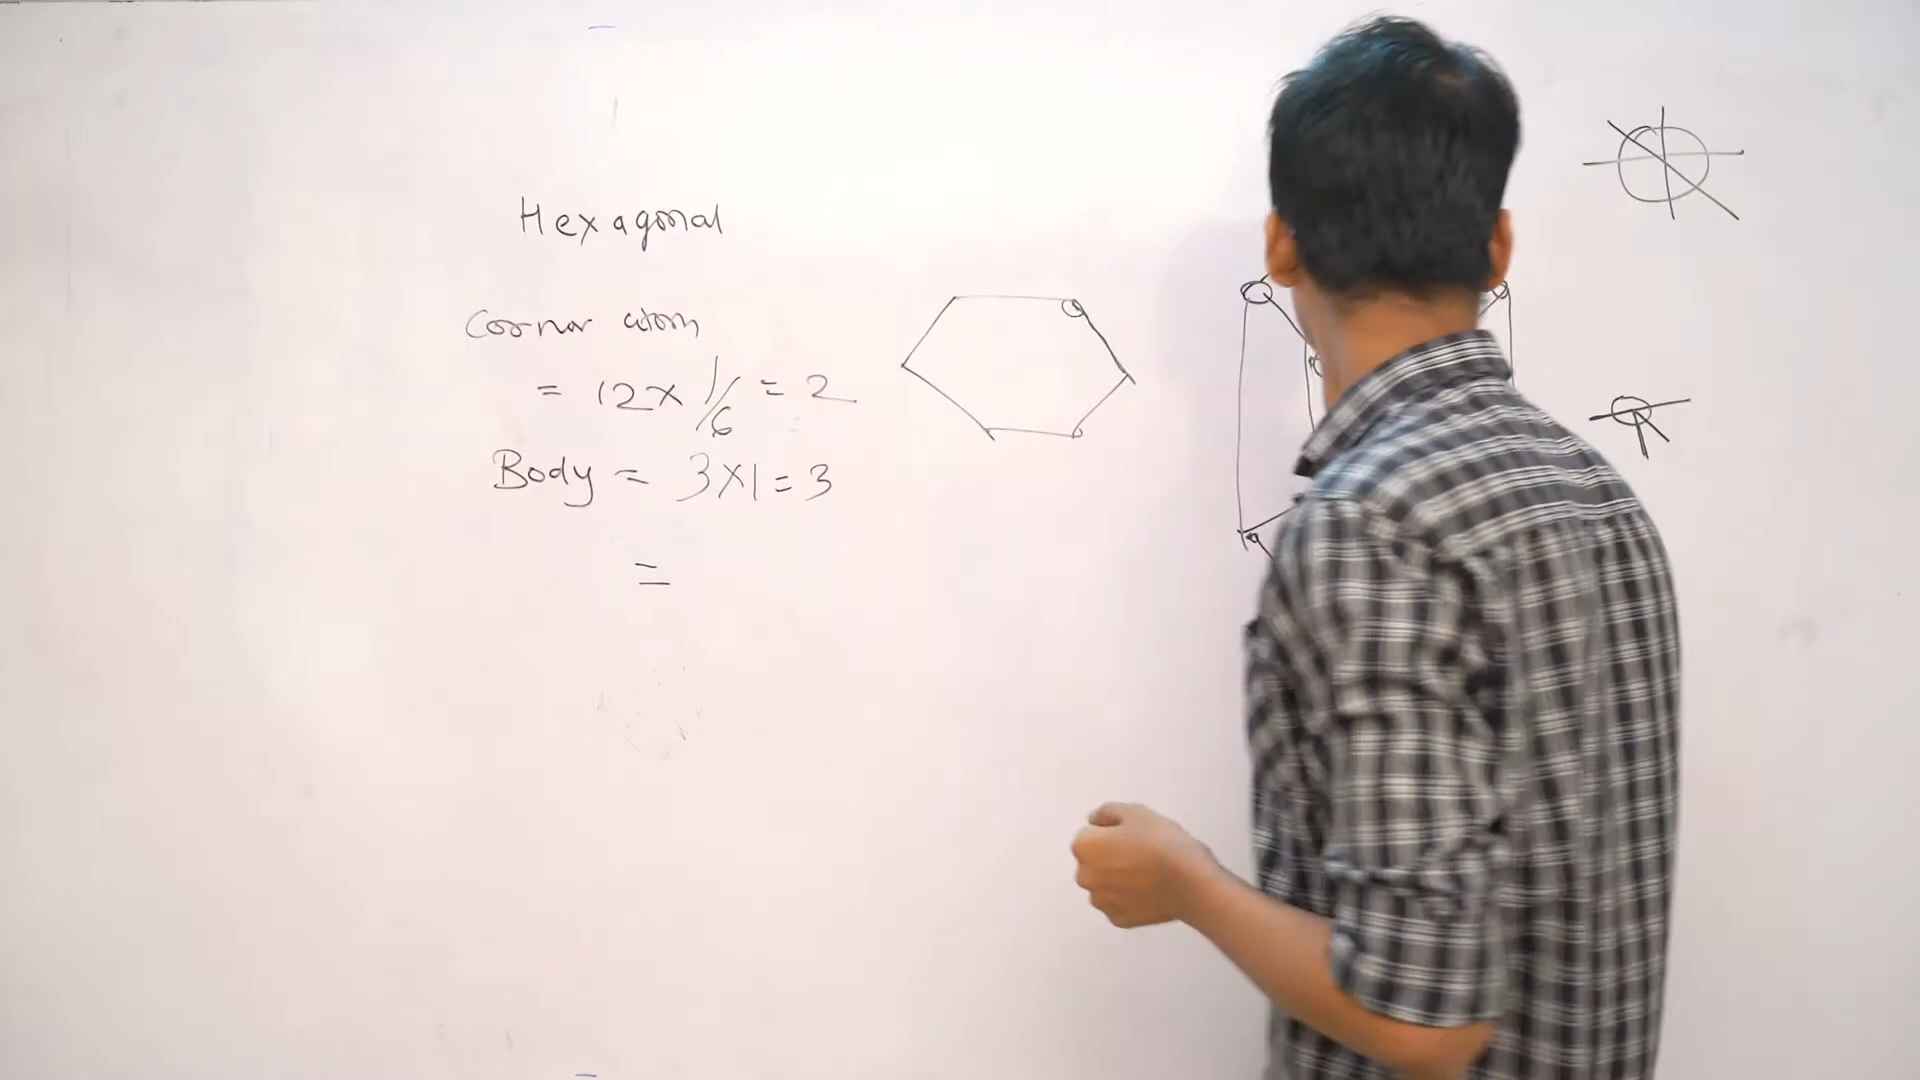 Hexagonal
Corner atom
= 12 x 1/6 = 2
Body = 3 x 1 = 3
=